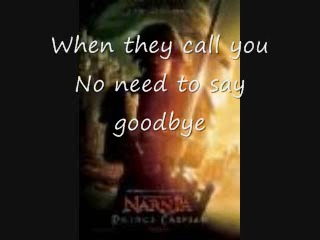 When they call you
No need to say
goodbye
NARNIA
PRINCE CASPIAN